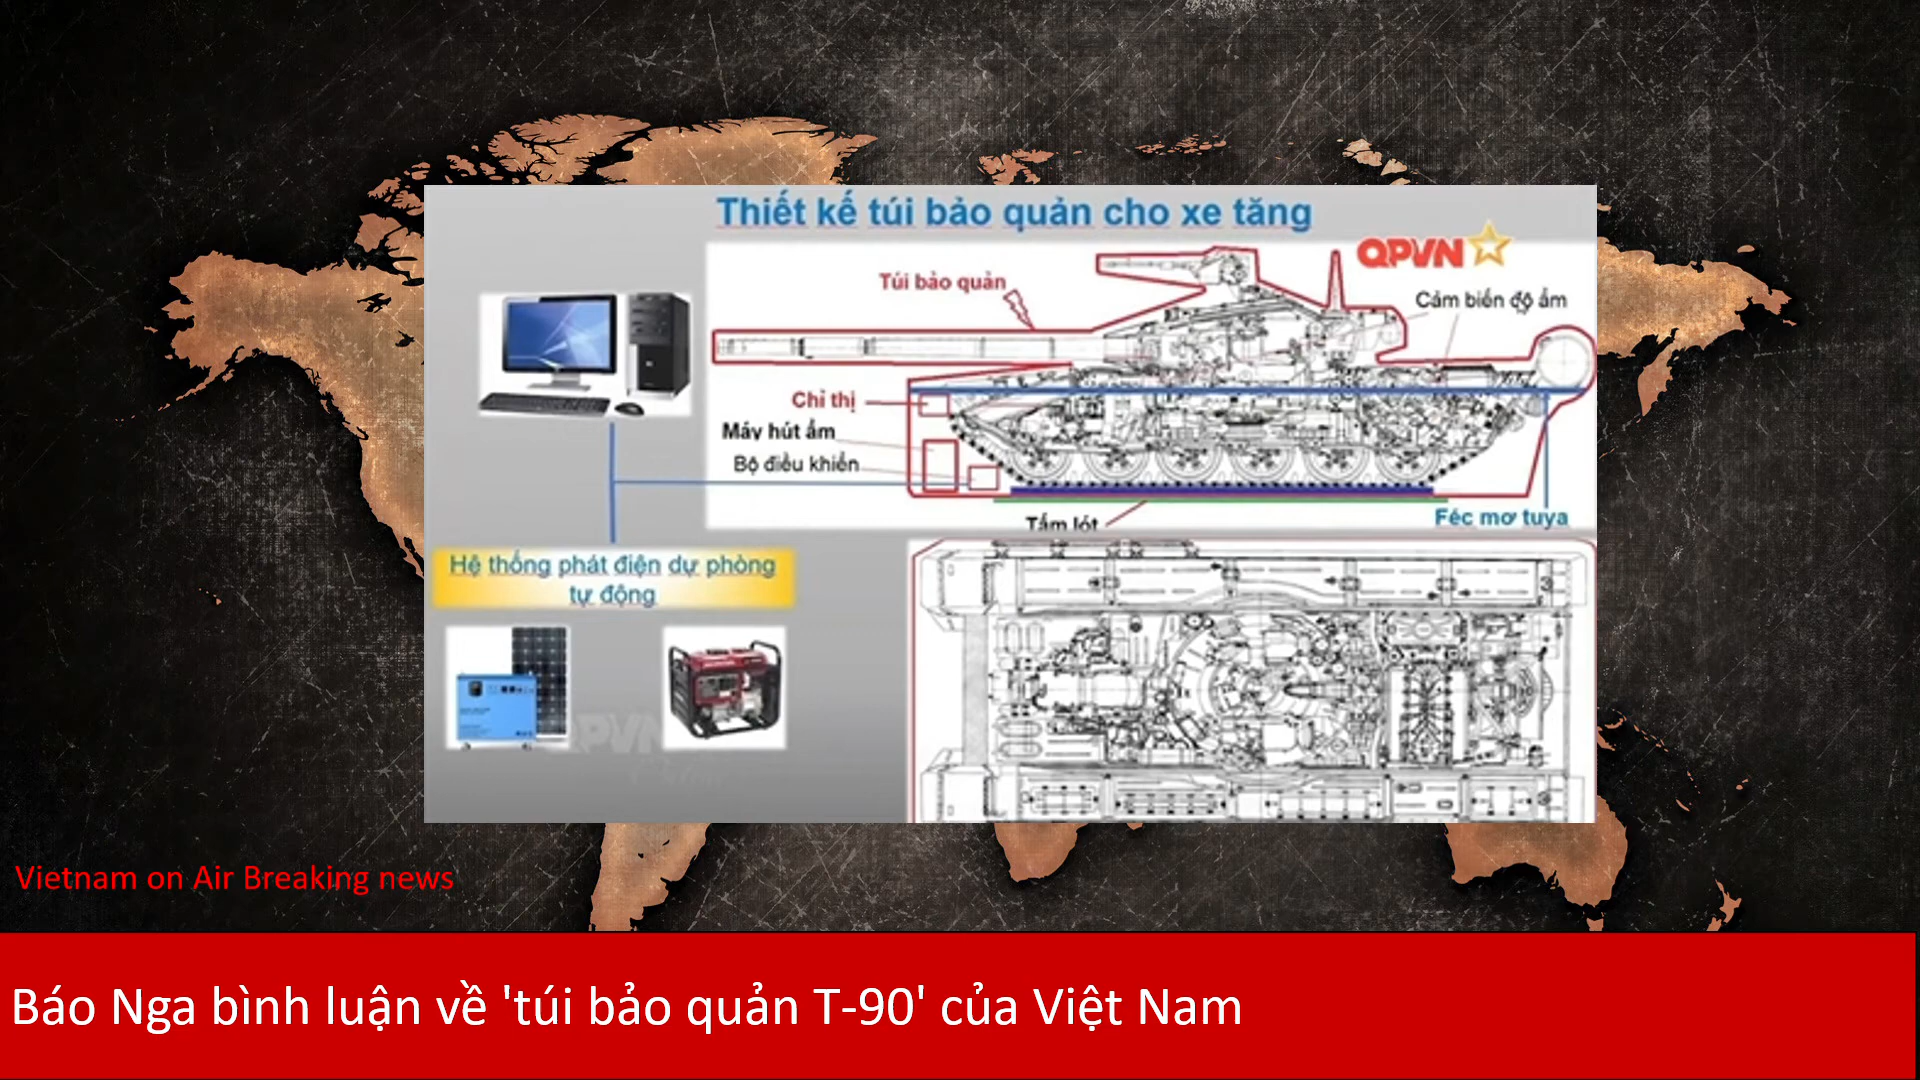 Thiết kế túi bảo quản cho xe tăng
QPVN
Túi bảo quản
Cảm biến độ ẩm
Chỉ thị
Máy hút ẩm
Bộ điều khiển
Tấm lót
Féc mơ tuya
Hệ thống phát điện dự phòng
tự động
QPVN
Vietnam on Air Breaking news
Báo Nga bình luận về 'túi bảo quản T-90' của Việt Nam